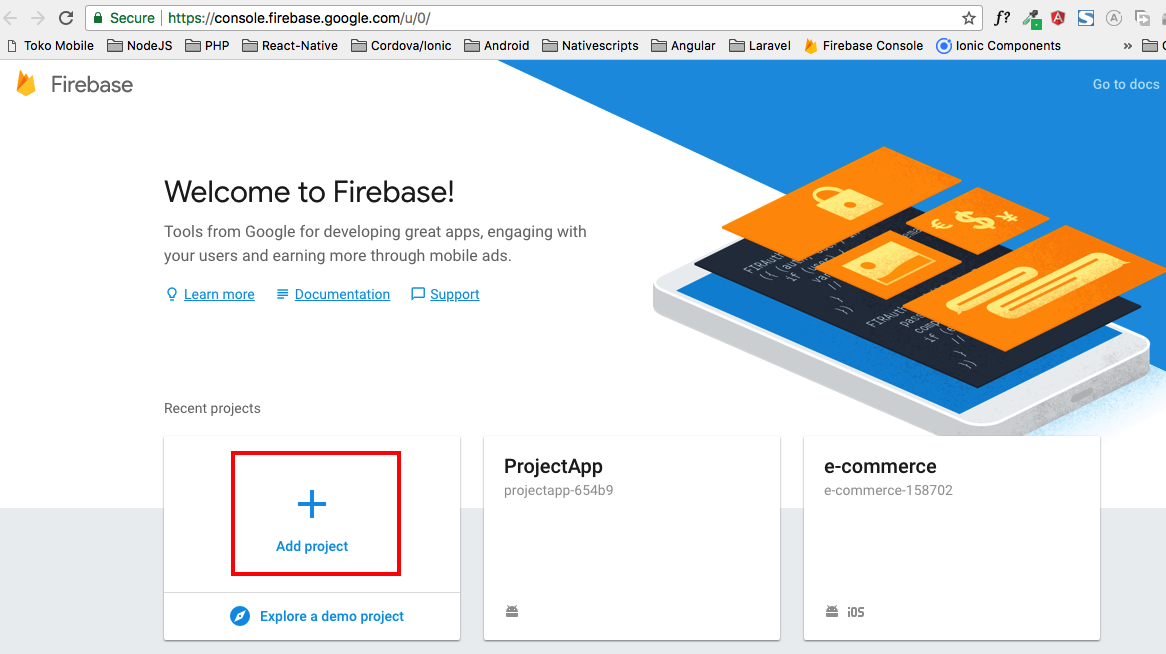 Secure
https://console.firebase.google.com/u/0/
f?
Toko Mobile
NodeJS
PHP
React-Native
Cordova/Ionic
Android
Nativescripts
Angular
Laravel
Firebase Console
Ionic Components
»
Firebase
Go to docs
Welcome to Firebase!
Tools from Google for developing great apps, engaging with
your users and earning more through mobile ads.
Learn more
Documentation
Support
Recent projects
Add project
Explore a demo project
ProjectApp
projectapp-654b9
e-commerce
e-commerce-158702
iOS